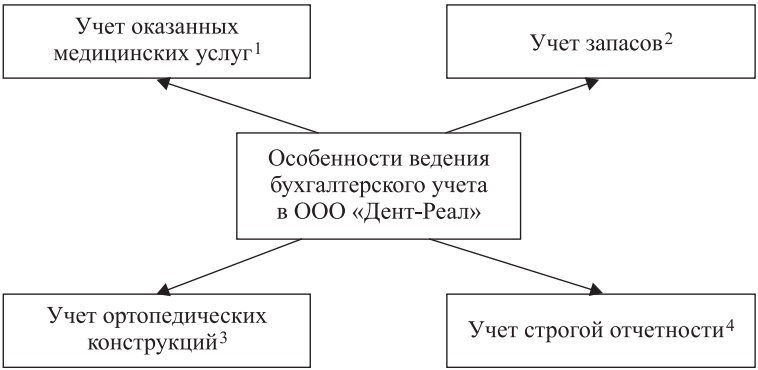 Учет оказанных
медицинских услуг1
Учет запасов2
Особенности ведения
бухгалтерского учета
в ООО «Дент-Реал»
Учет ортопедических
конструкций3
Учет строгой отчетности4